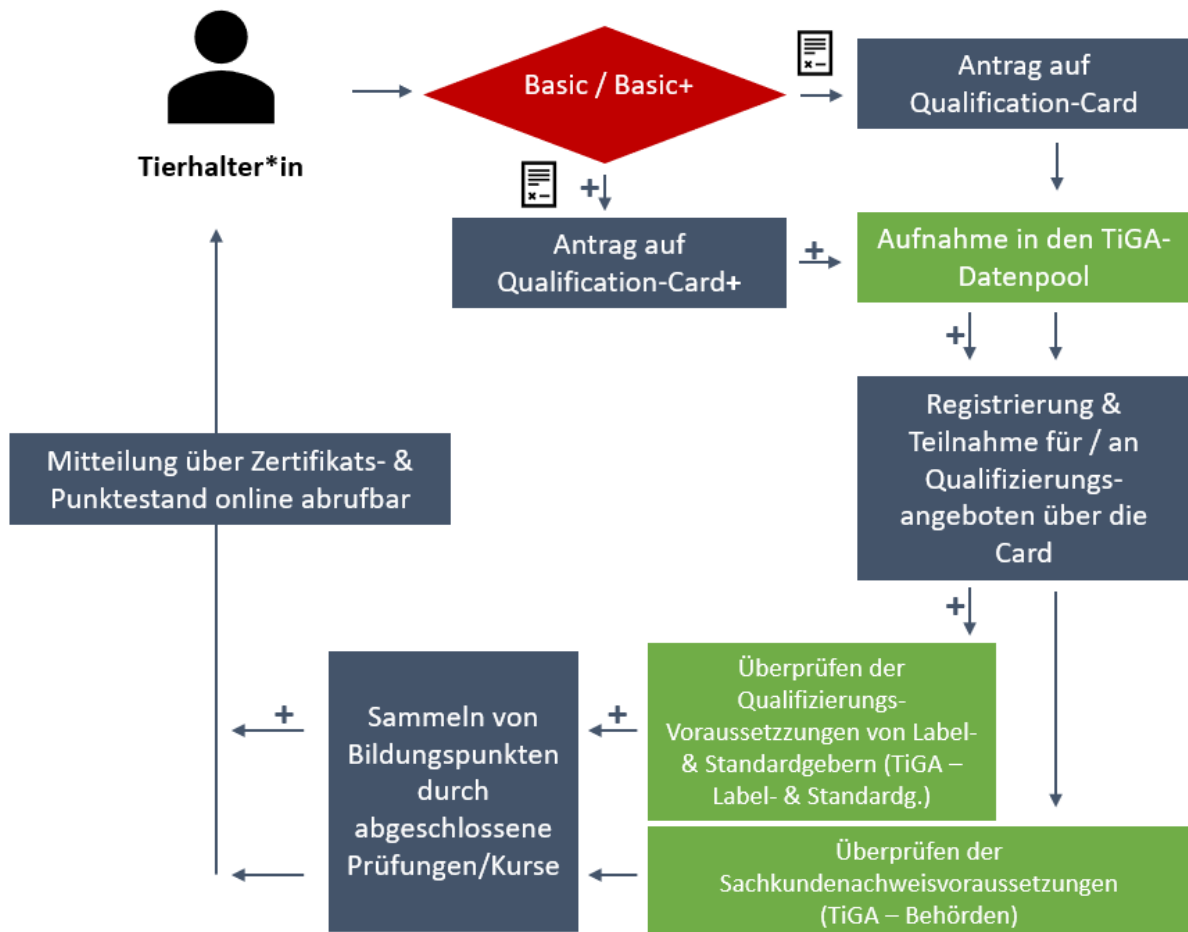 Tierhalter*in
Basic / Basic+
Antrag auf
Qualification-Card
+
Antrag auf
Qualification-Card+
+
Aufnahme in den TiGA-
Datenpool
+
Registrierung &
Teilnahme für / an
Qualifizierungs-
angeboten über die
Card
+
Überprüfen der
Qualifizierungs-
Voraussetzzungen von Label-
& Standardgebern (TiGA –
Label- & Standardg.)
Überprüfen der
Sachkundenachweisvoraussetzungen
(TiGA – Behörden)
+
Sammeln von
Bildungspunkten
durch
abgeschlossene
Prüfungen/Kurse
+
Mitteilung über Zertifikats- &
Punktestand online abrufbar